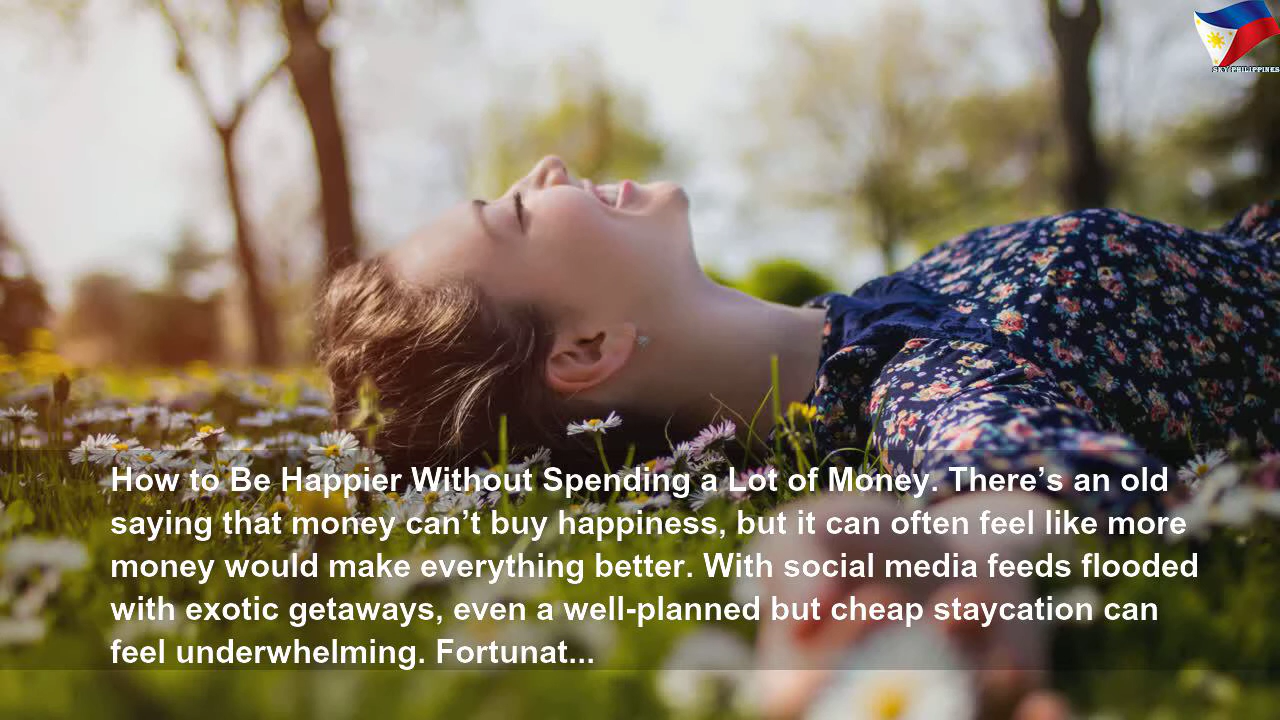 SKY PHILIPPINES
How to Be Happier Without Spending a Lot of Money. There’s an old
saying that money can’t buy happiness, but it can often feel like more
money would make everything better. With social media feeds flooded
with exotic getaways, even a well-planned but cheap staycation can
feel underwhelming. Fortunat...